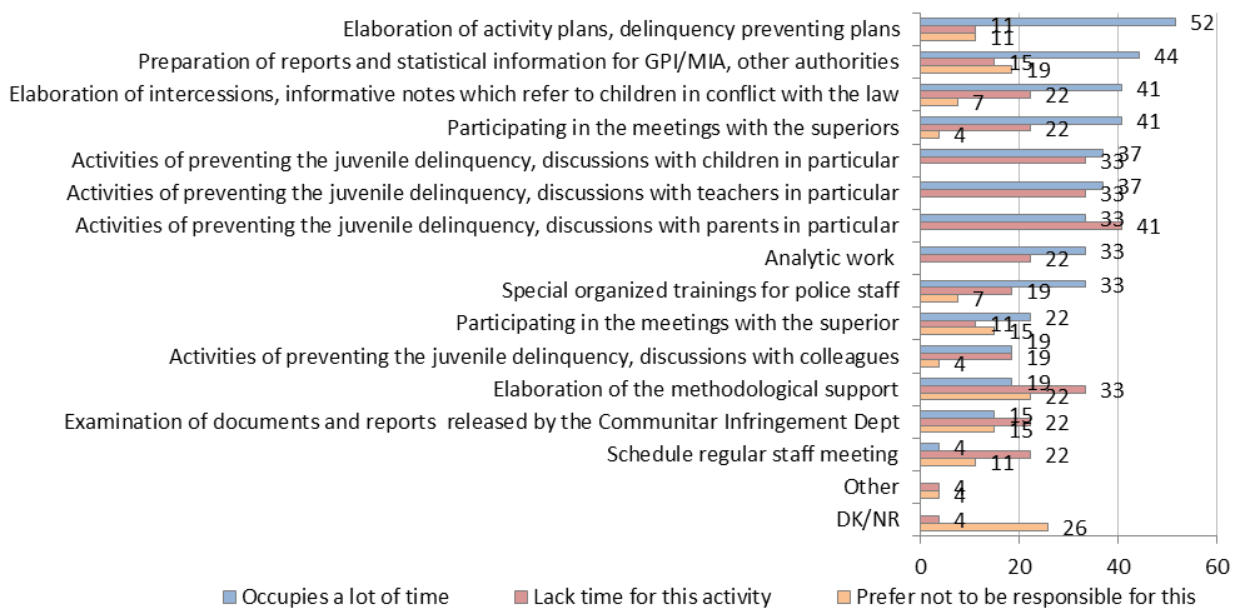 Elaboration of activity plans, delinquency preventing plans 52 11 11
Preparation of reports and statistical information for GPI/MIA, other authorities 44 15 19
Elaboration of intercessions, informative notes which refer to children in conflict with the law 41 22 7
Participating in the meetings with the superiors 41 22 4
Activities of preventing the juvenile delinquency, discussions with children in particular 37 33
Activities of preventing the juvenile delinquency, discussions with teachers in particular 37 33
Activities of preventing the juvenile delinquency, discussions with parents in particular 33 41
Analytic work 33 22
Special organized trainings for police staff 33 19 7
Participating in the meetings with the superior 22 11 15
Activities of preventing the juvenile delinquency, discussions with colleagues 19 19 4
Elaboration of the methodological support 19 33 22
Examination of documents and reports released by the Communitar Infringement Dept 15 22 15
Schedule regular staff meeting 4 22 11
Other 4 4
DK/NR 4 26
0 20 40 60
Occupies a lot of time Lack time for this activity Prefer not to be responsible for this